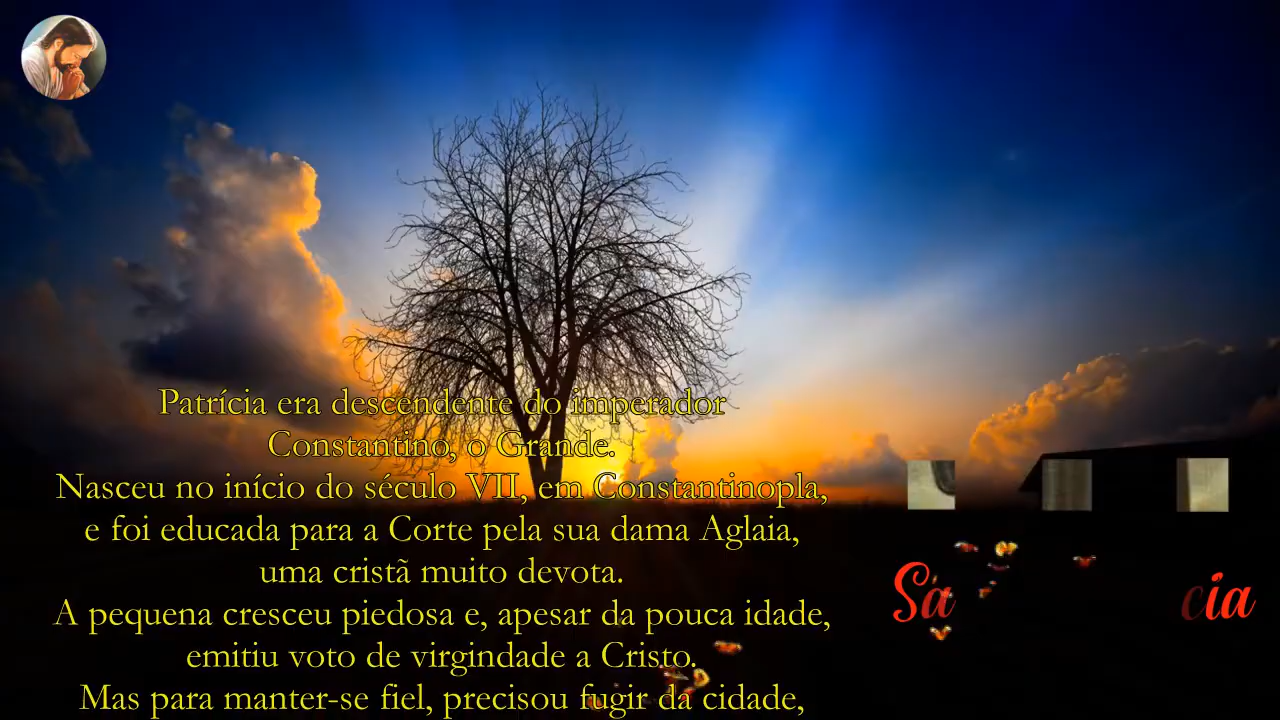 Patrícia era descendente do imperador
Constantino, o Grande.
Nasceu no início do século VII, em Constantinopla,
e foi educada para a Corte pela sua dama Aglaia,
uma cristã muito devota.
A pequena cresceu piedosa e, apesar da pouca idade,
emitiu voto de virgindade a Cristo.
Mas para manter-se fiel, precisou fugir da cidade,